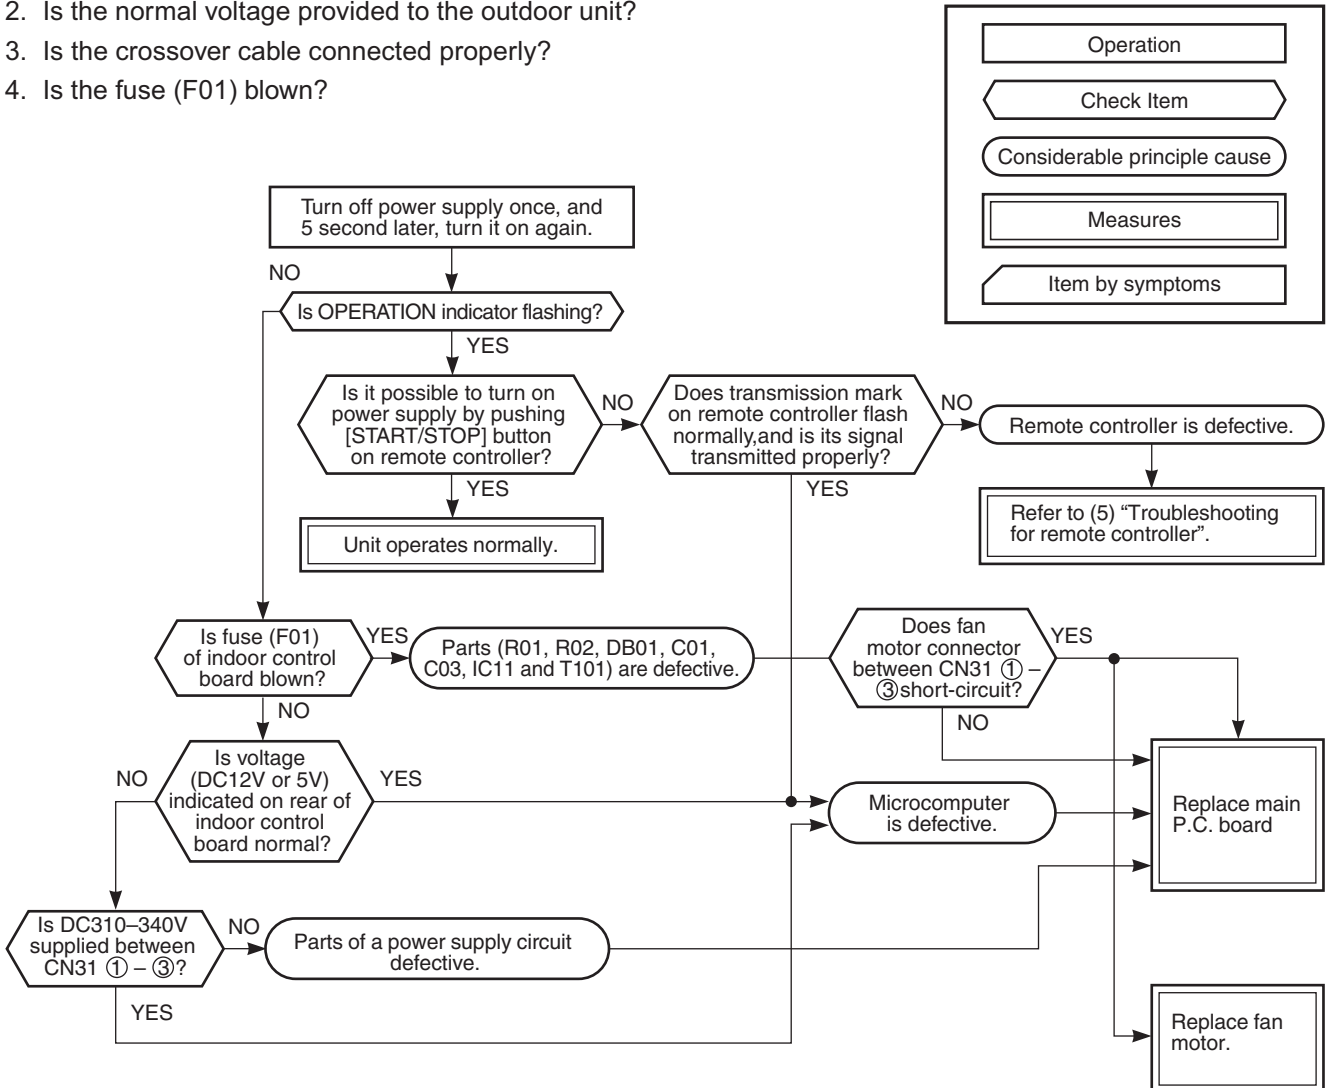 2. Is the normal voltage provided to the outdoor unit?
3. Is the crossover cable connected properly?
4. Is the fuse (F01) blown?
Operation
Check Item
Considerable principle cause
Measures
Item by symptoms
Turn off power supply once, and
5 second later, turn it on again.
NO
Is OPERATION indicator flashing?
YES
Is it possible to turn on
power supply by pushing
[START/STOP] button
on remote controller?
NO
Does transmission mark
on remote controller flash
normally,and is its signal
transmitted properly?
NO
Remote controller is defective.
YES
YES
Unit operates normally.
Refer to (5) “Troubleshooting
for remote controller”.
Is fuse (F01)
of indoor control
board blown?
YES
Parts (R01, R02, DB01, C01,
C03, IC11 and T101) are defective.
Does fan
motor connector
between CN31 ① –
③short-circuit?
YES
NO
NO
Is voltage
(DC12V or 5V)
indicated on rear of
indoor control
board normal?
NO
YES
Microcomputer
is defective.
Replace main
P.C. board
Is DC310–340V
supplied between
CN31 ① – ③?
NO
Parts of a power supply circuit
defective.
YES
Replace fan
motor.